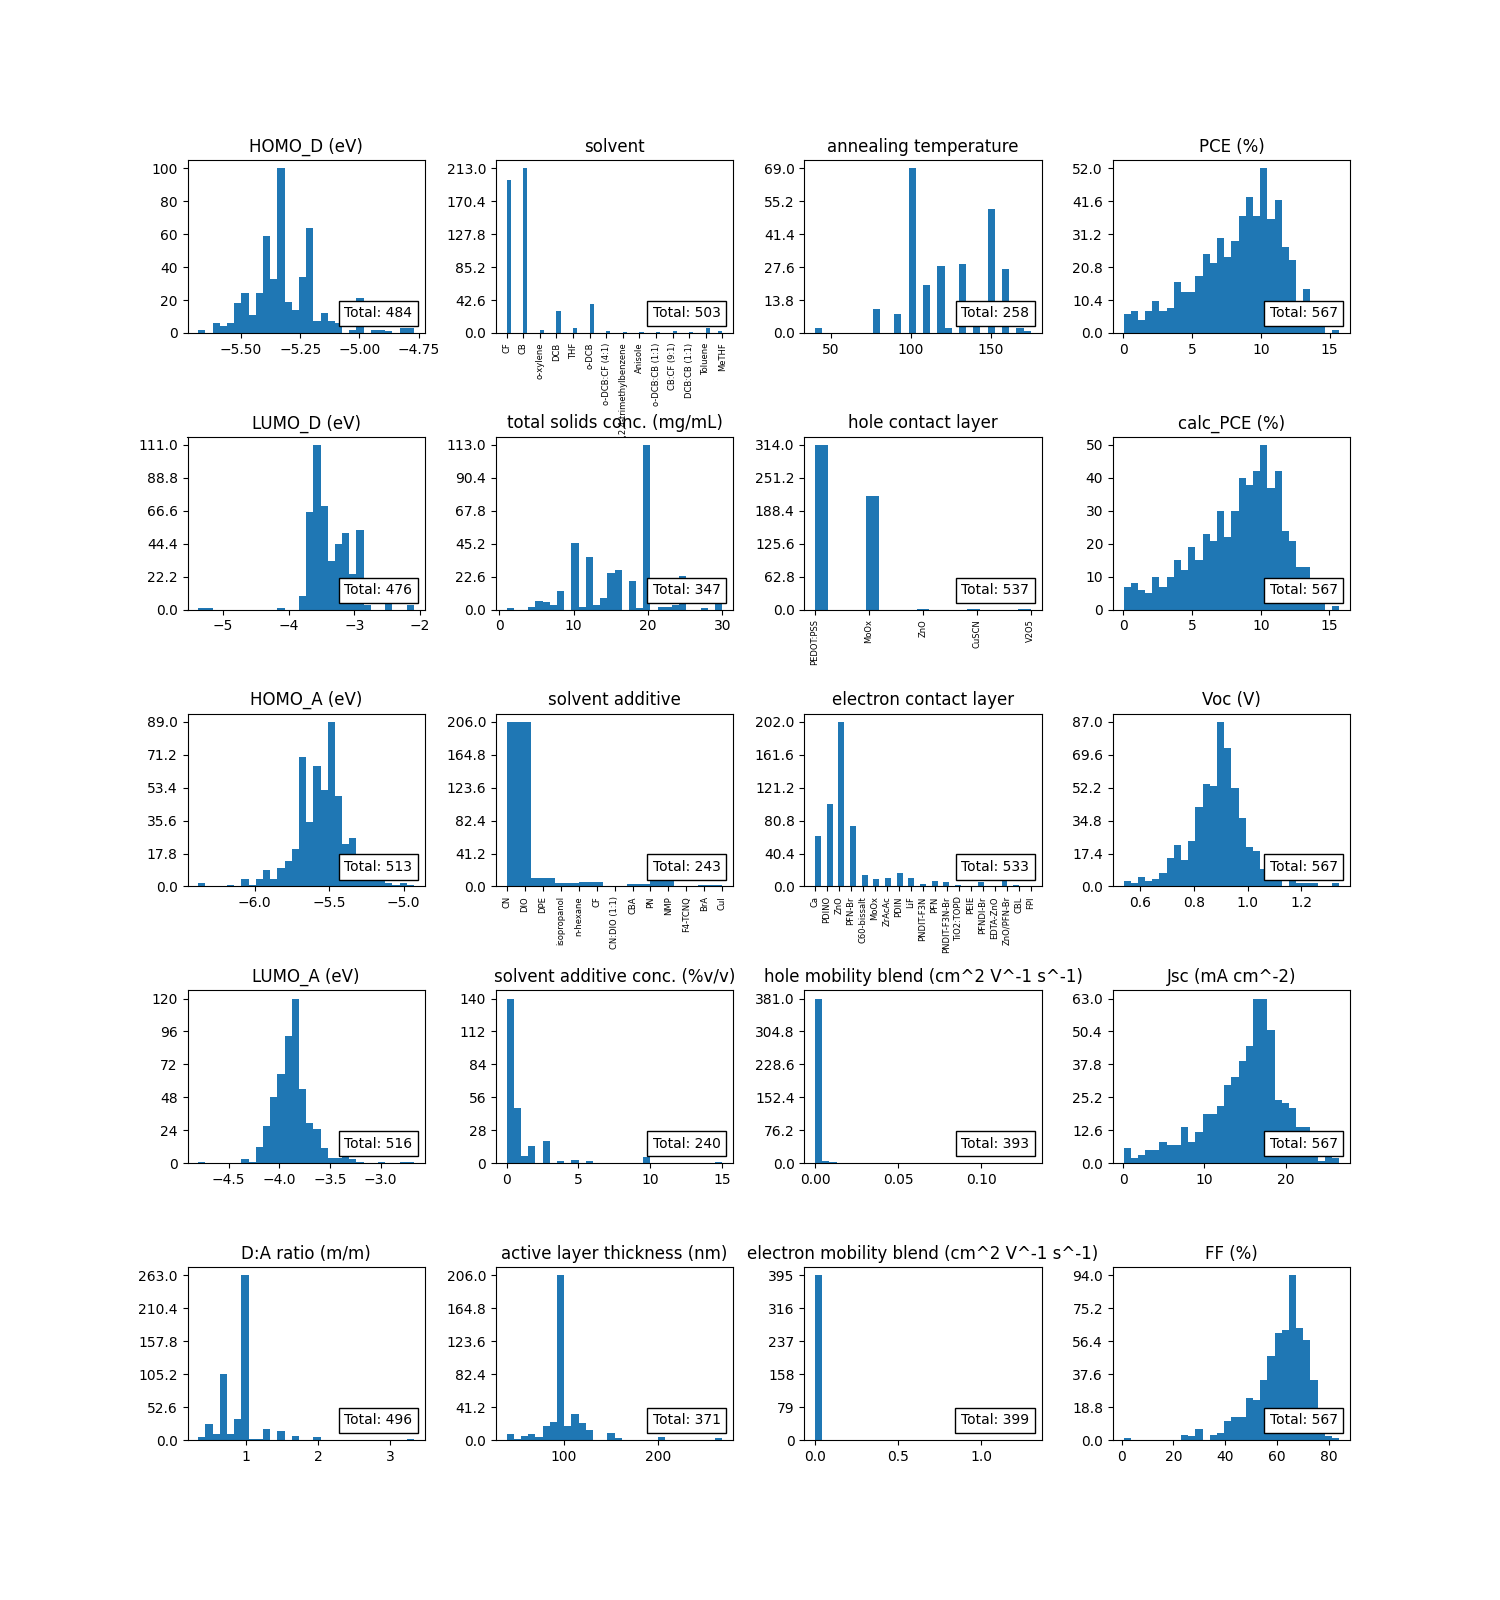 HOMO_D (eV)
100
80
60
40
20
0
−5.50
−5.25
−5.00
−4.75
Total: 484
solvent
213.0
170.4
127.8
85.2
42.6
0.0
CF
CB
o-xylene
DCB
THF
o-DCB
o-DCB:CF (4:1)
Anisole
o-DCB:CB (1:1)
CB:CF (9:1)
DCB:CB (1:1)
Toluene
MeTHF
Total: 503
annealing temperature
69.0
55.2
41.4
27.6
13.8
0.0
50
100
150
Total: 258
PCE (%)
52.0
41.6
31.2
20.8
10.4
0.0
0
5
10
15
Total: 567
LUMO_D (eV)
111.0
88.8
66.6
44.4
22.2
0.0
−5
−4
−3
−2
Total: 476
total solids conc. (mg/mL)
113.0
90.4
67.8
45.2
22.6
0.0
0
10
20
30
Total: 347
hole contact layer
314.0
251.2
188.4
125.6
62.8
0.0
PEDOT:PSS
MoOx
ZnO
CuSCN
V2O5
Total: 537
calc_PCE (%)
50
40
30
20
10
0
0
5
10
15
Total: 567
HOMO_A (eV)
89.0
71.2
53.4
35.6
17.8
0.0
−6.0
−5.5
−5.0
Total: 513
solvent additive
206.0
164.8
123.6
82.4
41.2
0.0
CN
DIO
DPE
isopropanol
n-hexane
CF
CN:DIO (1:1)
CBA
PN
NMP
F4-TCNQ
BrA
CuI
Total: 243
electron contact layer
202.0
161.6
121.2
80.8
40.4
0.0
Ca
PDINO
ZnO
PFN-Br
C60-bissalt
MoOx
ZrAcAc
PDIN
LiF
PNDIT-F3N
PFN
PNDIT-F3N-Br
TiO2:TOPD
PEIE
PFNDI-Br
EDTA-ZnO
ZnO/PFN-Br
CBL
FPI
Total: 533
Voc (V)
87.0
69.6
52.2
34.8
17.4
0.0
0.6
0.8
1.0
1.2
Total: 567
LUMO_A (eV)
120
96
72
48
24
0
−4.5
−4.0
−3.5
−3.0
Total: 516
solvent additive conc. (%v/v)
140
112
84
56
28
0
0
5
10
15
Total: 240
hole mobility blend (cm^2 V^-1 s^-1)
381.0
304.8
228.6
152.4
76.2
0.0
0.00
0.05
0.10
Total: 393
Jsc (mA cm^-2)
63.0
50.4
37.8
25.2
12.6
0.0
0
10
20
Total: 567
D:A ratio (m/m)
263.0
210.4
157.8
105.2
52.6
0.0
1
2
3
Total: 496
active layer thickness (nm)
206.0
164.8
123.6
82.4
41.2
0.0
100
200
Total: 371
electron mobility blend (cm^2 V^-1 s^-1)
395
316
237
158
79
0
0.0
0.5
1.0
Total: 399
FF (%)
94.0
75.2
56.4
37.6
18.8
0.0
0
20
40
60
80
Total: 567